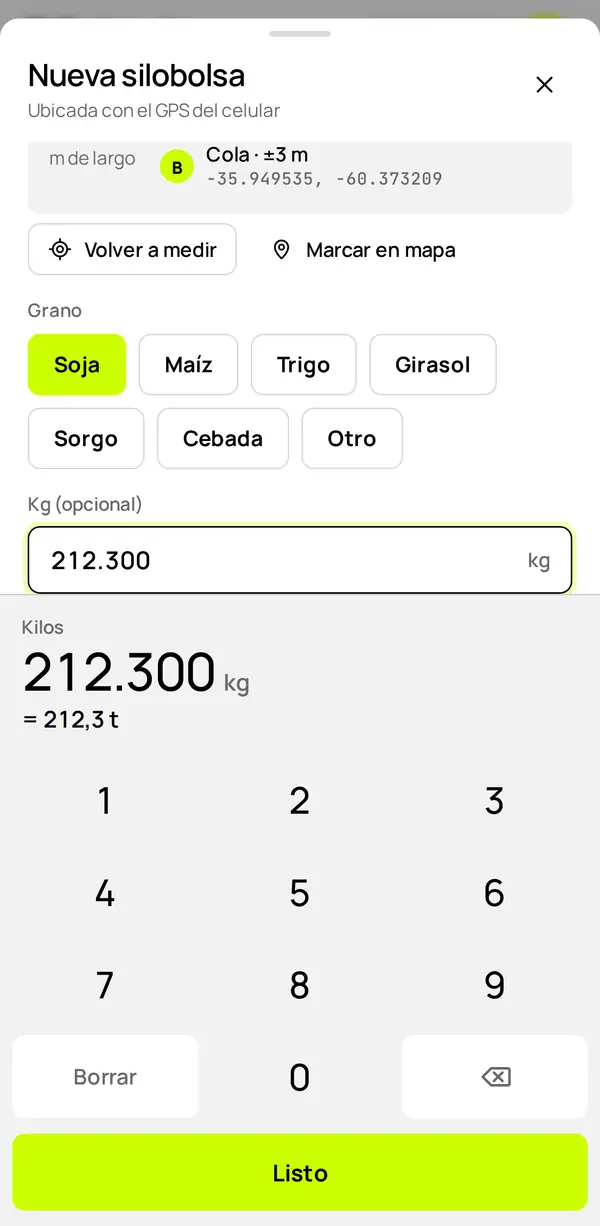 Nueva silobolsa
Ubicada con el GPS del celular
m de largo
B
Cola · ±3 m
-35.949535, -60.373209
Volver a medir
Marcar en mapa
Grano
Soja
Maíz
Trigo
Girasol
Sorgo
Cebada
Otro
Kg (opcional)
212.300 kg
Kilos
212.300 kg
= 212,3 t
1 2 3
4 5 6
7 8 9
Borrar 0
Listo